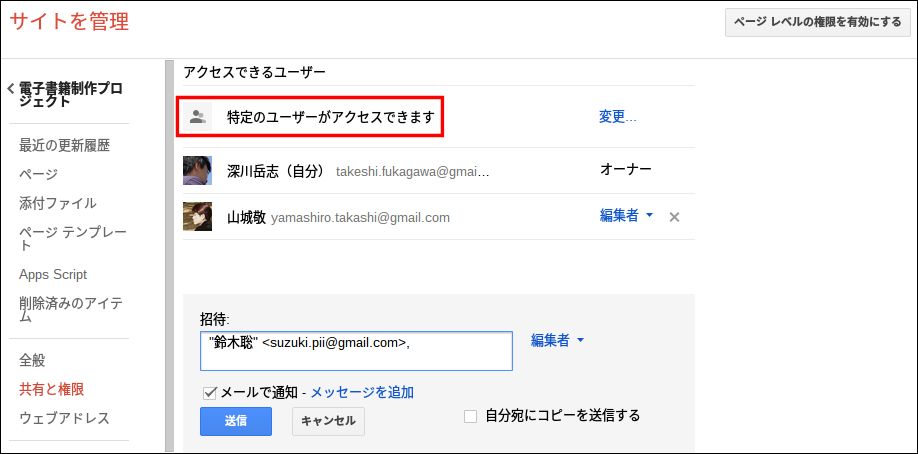 サイトを管理
ページ レベルの権限を有効にする
電子書籍制作プロ
ジェクト
最近の更新履歴
ページ
添付ファイル
ページ テンプレー
ト
Apps Script
削除済みのアイテ
ム
全般
共有と権限
ウェブアドレス
アクセスできるユーザー
特定のユーザーがアクセスできます
変更...
深川岳志（自分） takeshi.fukagawa@gmai...
オーナー
山城敬 yamashiro.takashi@gmail.com
編集者
招待:
"鈴木聡" <suzuki.pii@gmail.com>,
編集者
メールで通知 - メッセージを追加
送信
キャンセル
自分宛にコピーを送信する